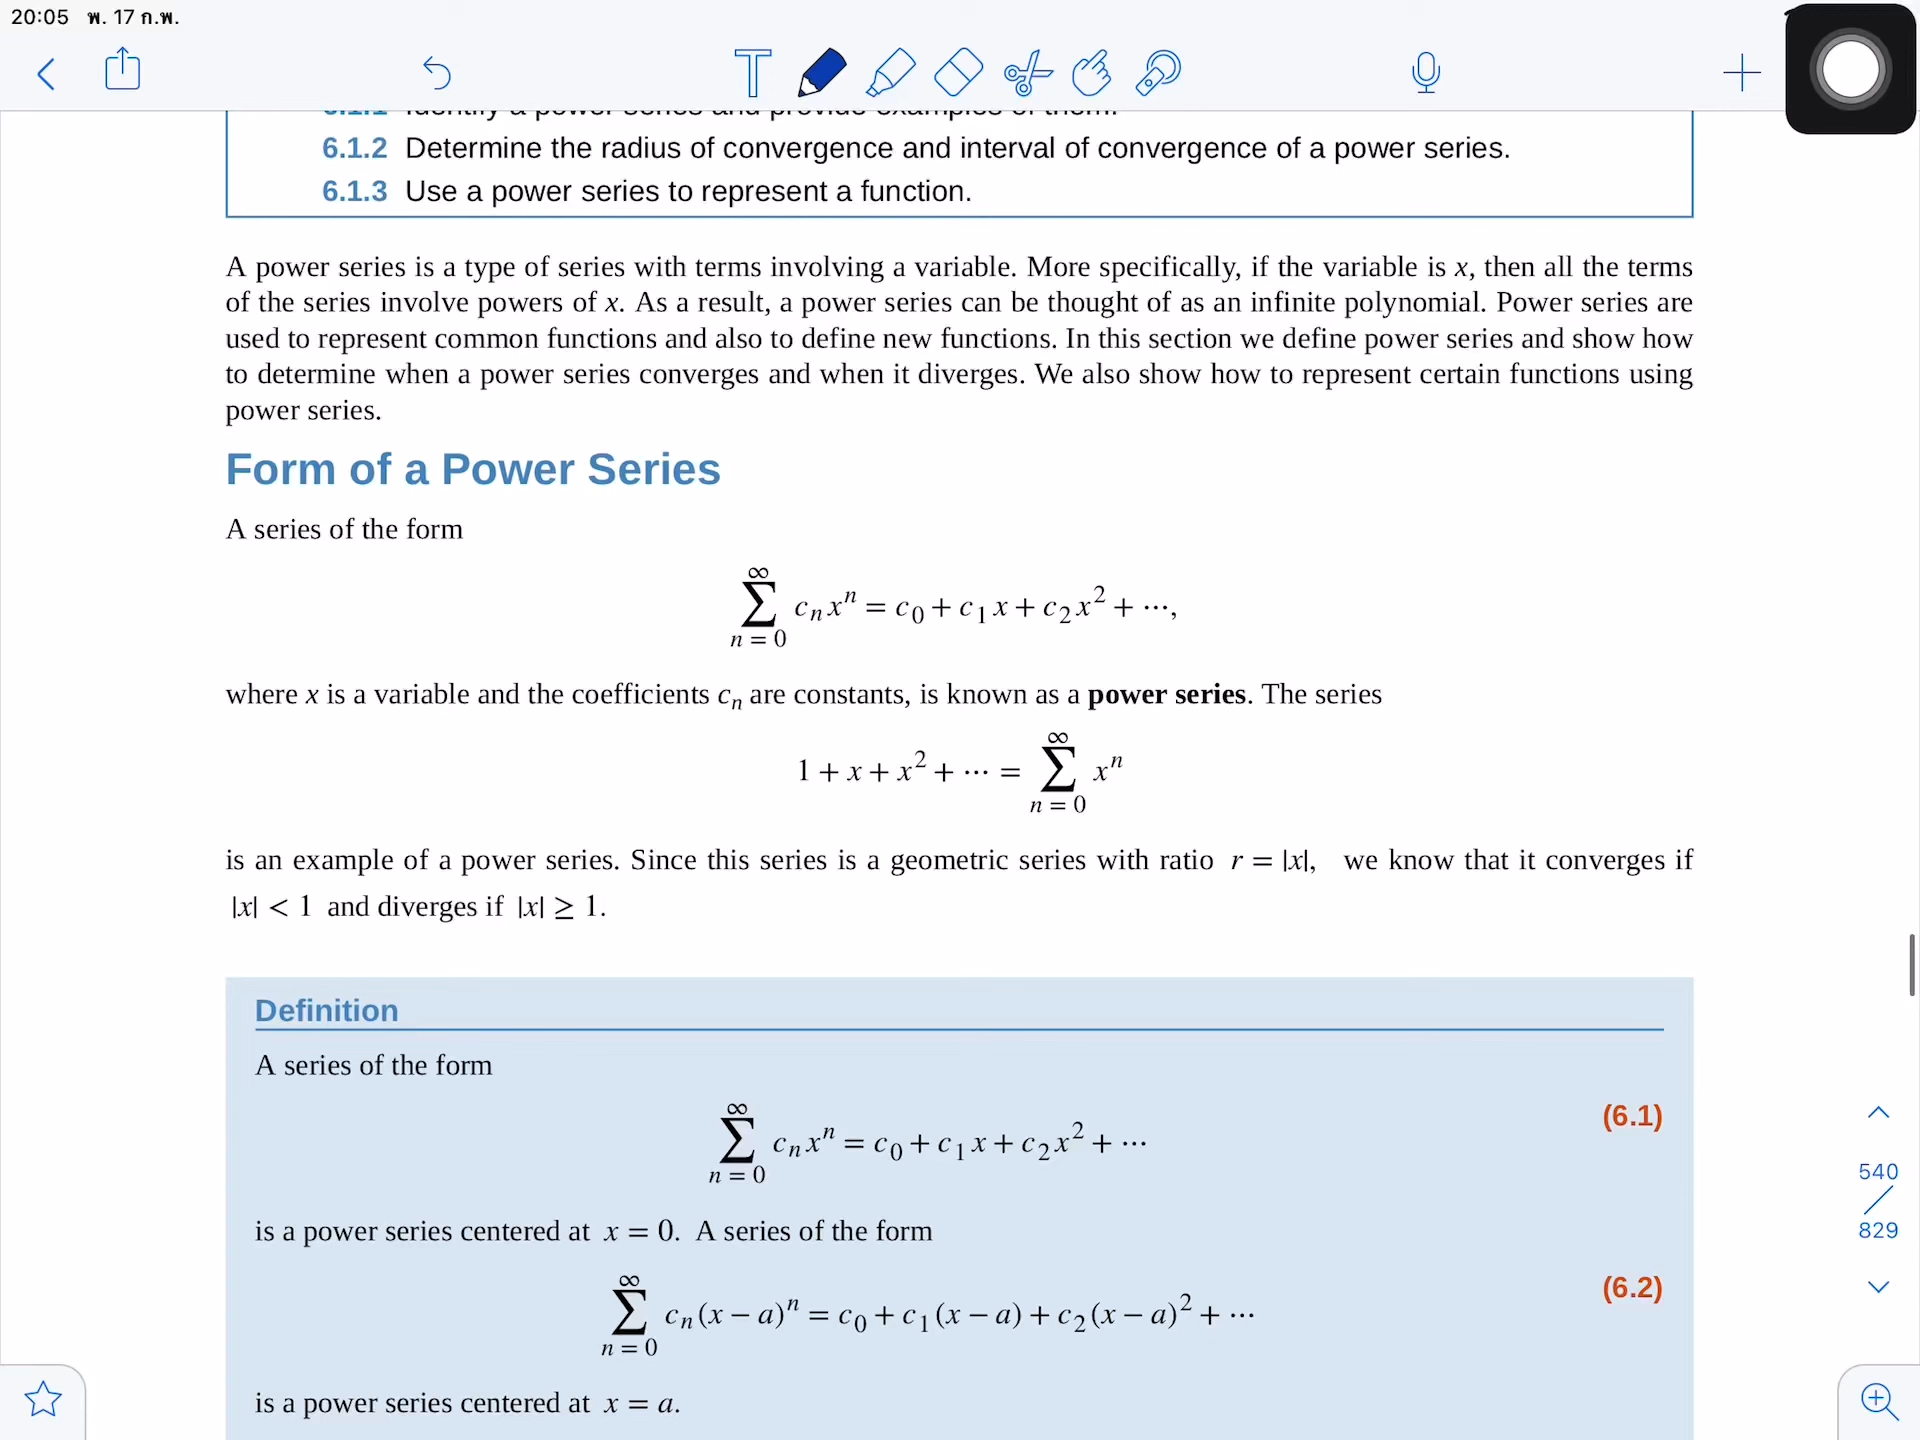 20:05 พ. 17 ก.พ.
6.1.1 Identify a power series and provide examples of them.
6.1.2 Determine the radius of convergence and interval of convergence of a power series.
6.1.3 Use a power series to represent a function.
A power series is a type of series with terms involving a variable. More specifically, if the variable is x, then all the terms
of the series involve powers of x. As a result, a power series can be thought of as an infinite polynomial. Power series are
used to represent common functions and also to define new functions. In this section we define power series and show how
to determine when a power series converges and when it diverges. We also show how to represent certain functions using
power series.
Form of a Power Series
A series of the form
∑_{n = 0}^{∞} c_n x^n = c_0 + c_1 x + c_2 x^2 + ⋯,
where x is a variable and the coefficients c_n are constants, is known as a power series. The series
1 + x + x^2 + ⋯ = ∑_{n = 0}^{∞} x^n
is an example of a power series. Since this series is a geometric series with ratio r = |x|, we know that it converges if
|x| < 1 and diverges if |x| ≥ 1.
Definition
A series of the form
∑_{n = 0}^{∞} c_n x^n = c_0 + c_1 x + c_2 x^2 + ⋯ (6.1)
is a power series centered at x = 0. A series of the form
∑_{n = 0}^{∞} c_n (x − a)^n = c_0 + c_1 (x − a) + c_2 (x − a)^2 + ⋯ (6.2)
is a power series centered at x = a.
540
/
829